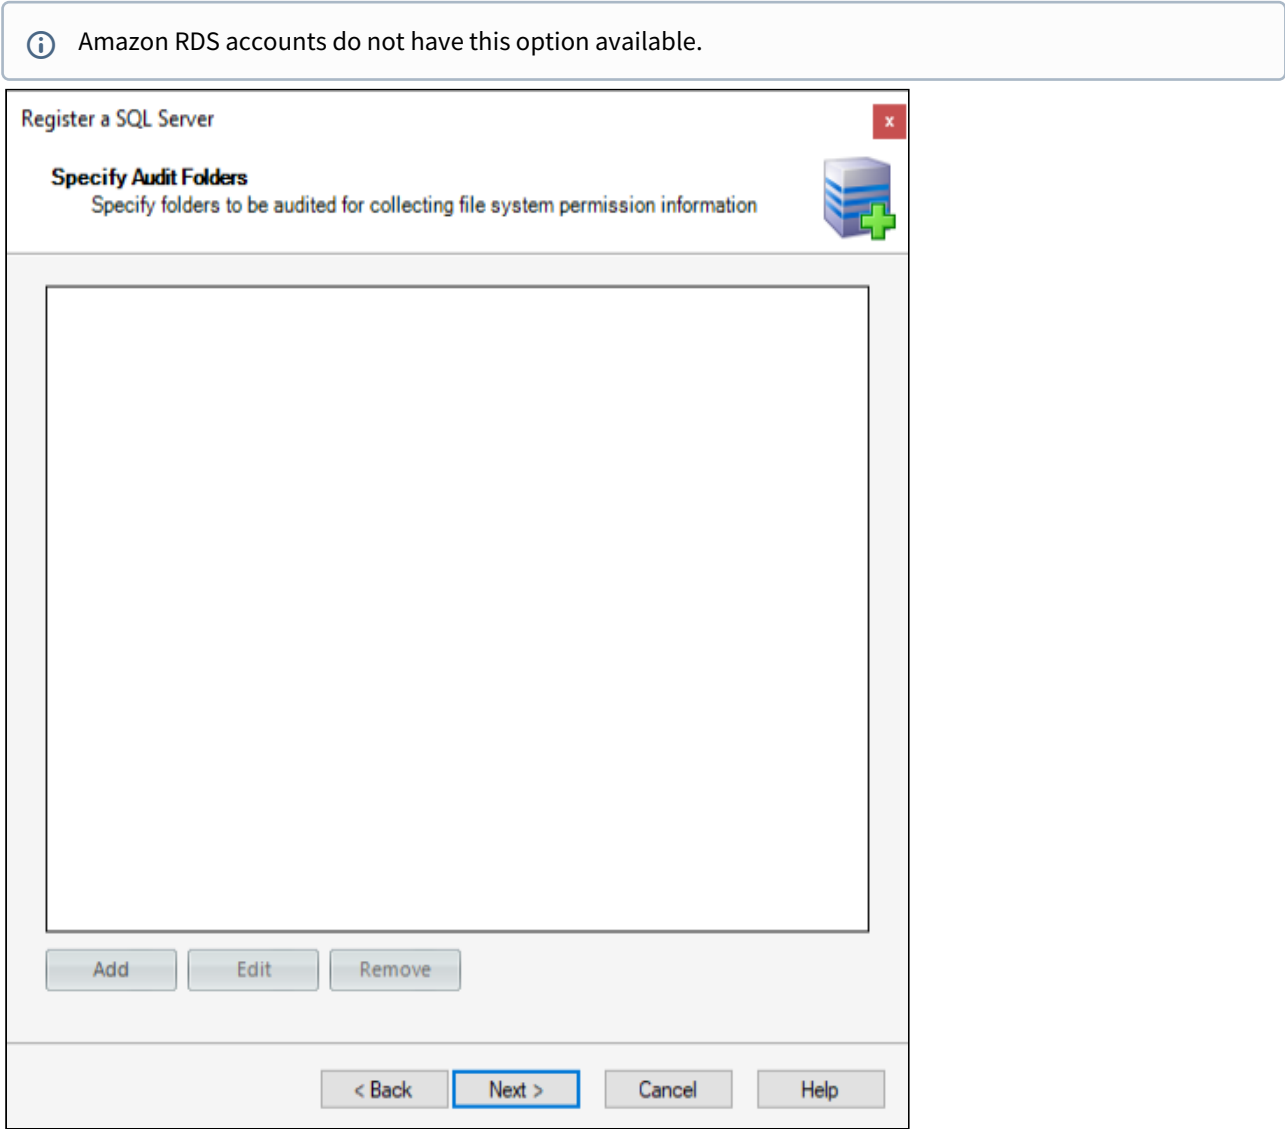 Amazon RDS accounts do not have this option available.
Register a SQL Server
x
Specify Audit Folders
Specify folders to be audited for collecting file system permission information
Add Edit Remove
< Back Next > Cancel Help